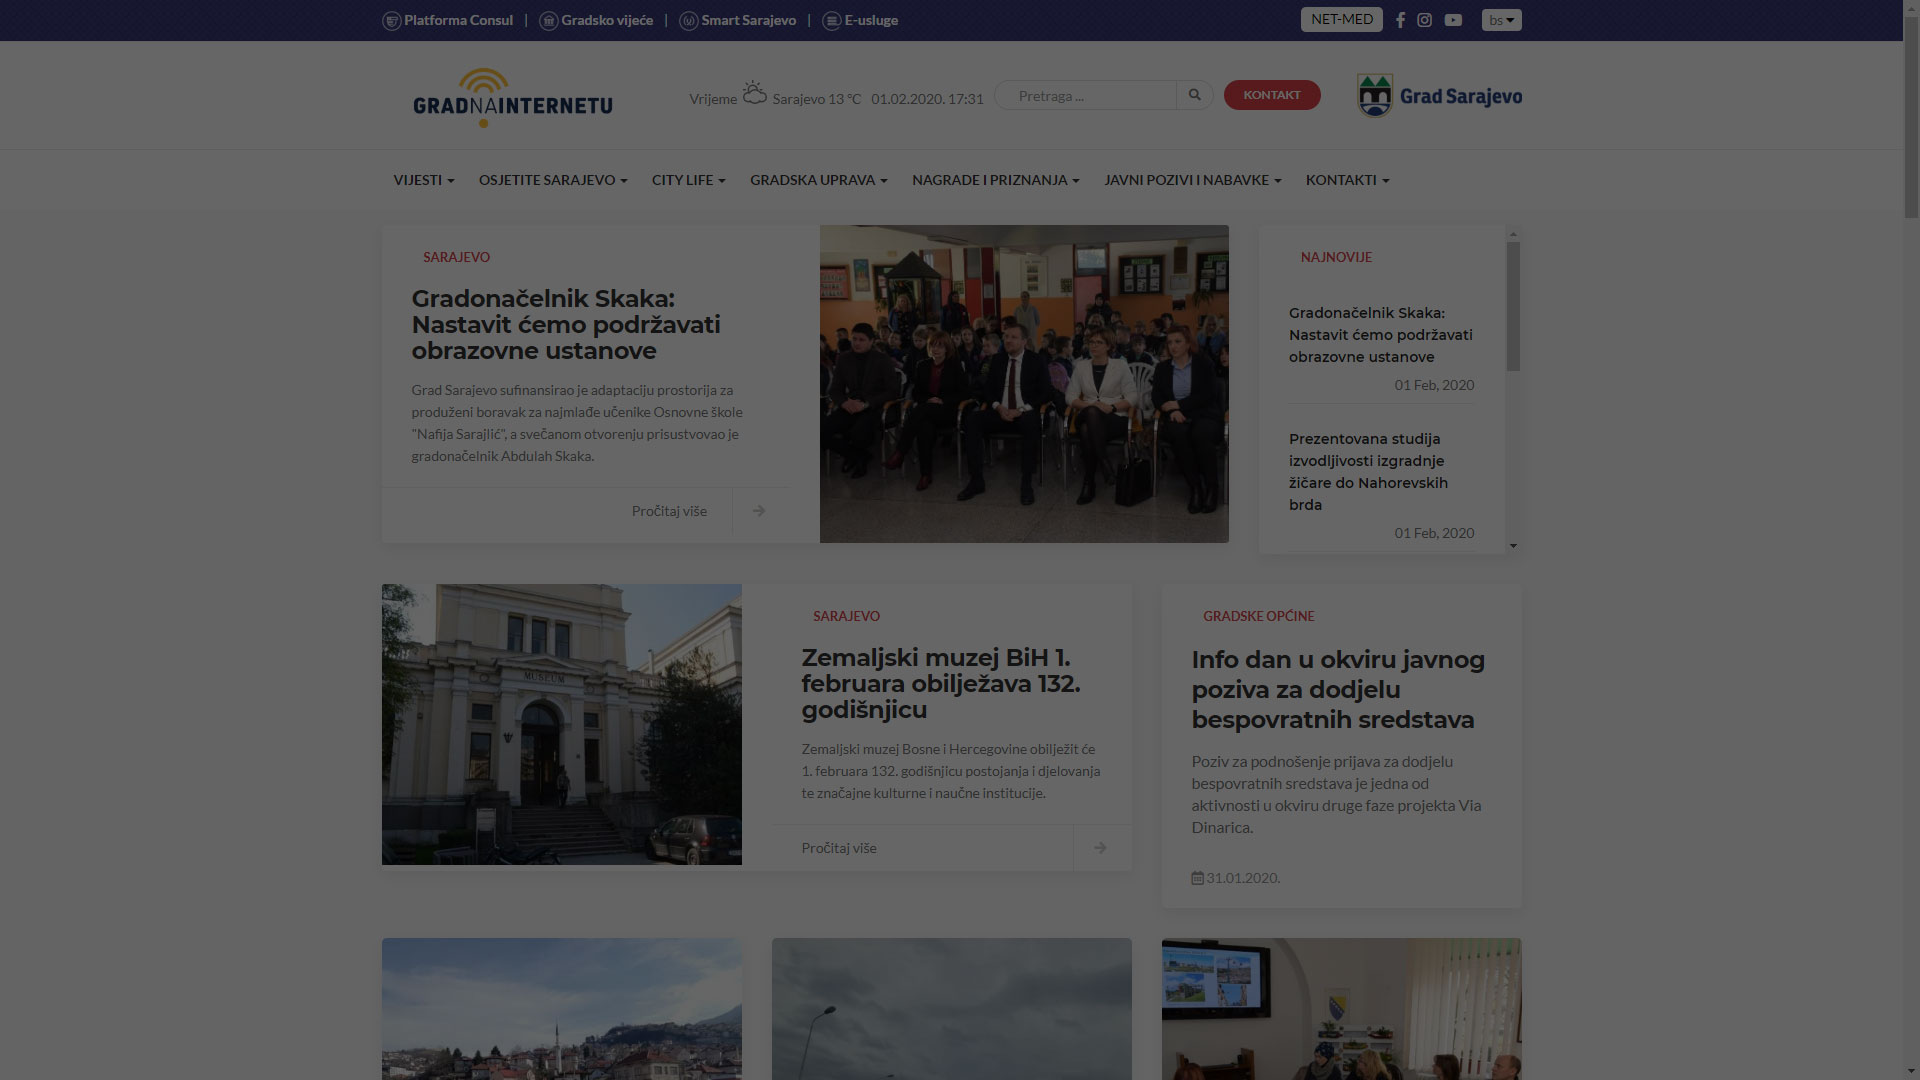 Platforma Consul | Gradsko vijeće | Smart Sarajevo | E-usluge
NET-MED
bs
GRADNAINTERNETU
Vrijeme Sarajevo 13 °C 01.02.2020. 17:31
Pretraga ...
KONTAKT
Grad Sarajevo
VIJESTI
OSJETITE SARAJEVO
CITY LIFE
GRADSKA UPRAVA
NAGRADE I PRIZNANJA
JAVNI POZIVI I NABAVKE
KONTAKTI
SARAJEVO
Gradonačelnik Skaka:
Nastavit ćemo podržavati
obrazovne ustanove
Grad Sarajevo sufinansirao je adaptaciju prostorija za
produženi boravak za najmlađe učenike Osnovne škole
"Nafija Sarajlić", a svečanom otvorenju prisustvovao je
gradonačelnik Abdulah Skaka.
Pročitaj više
NAJNOVIJE
Gradonačelnik Skaka:
Nastavit ćemo podržavati
obrazovne ustanove
01 Feb, 2020
Prezentovana studija
izvodljivosti izgradnje
žičare do Nahorevskih
brda
01 Feb, 2020
MUSEUM
SARAJEVO
Zemaljski muzej BiH 1.
februara obilježava 132.
godišnjicu
Zemaljski muzej Bosne i Hercegovine obilježit će
1. februara 132. godišnjicu postojanja i djelovanja
te značajne kulturne i naučne institucije.
Pročitaj više
GRADSKE OPĆINE
Info dan u okviru javnog
poziva za dodjelu
bespovratnih sredstava
Poziv za podnošenje prijava za dodjelu
bespovratnih sredstava je jedna od
aktivnosti u okviru druge faze projekta Via
Dinarica.
31.01.2020.